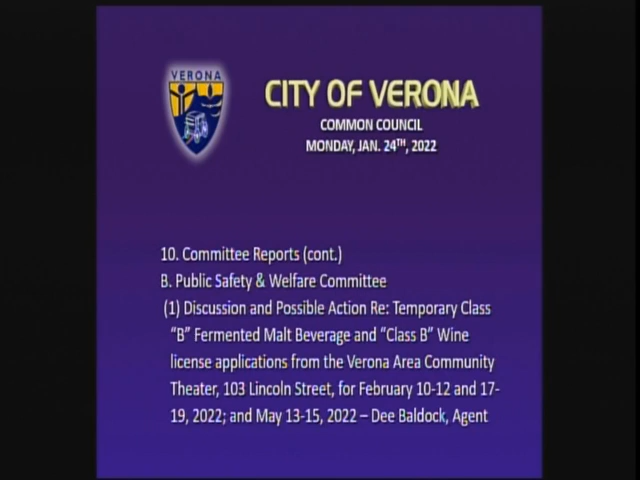 VERONA
CITY OF VERONA
COMMON COUNCIL
MONDAY, JAN. 24TH, 2022
10. Committee Reports (cont.)
B. Public Safety & Welfare Committee
(1) Discussion and Possible Action Re: Temporary Class
“B” Fermented Malt Beverage and “Class B” Wine
license applications from the Verona Area Community
Theater, 103 Lincoln Street, for February 10-12 and 17-
19, 2022; and May 13-15, 2022 – Dee Baldock, Agent